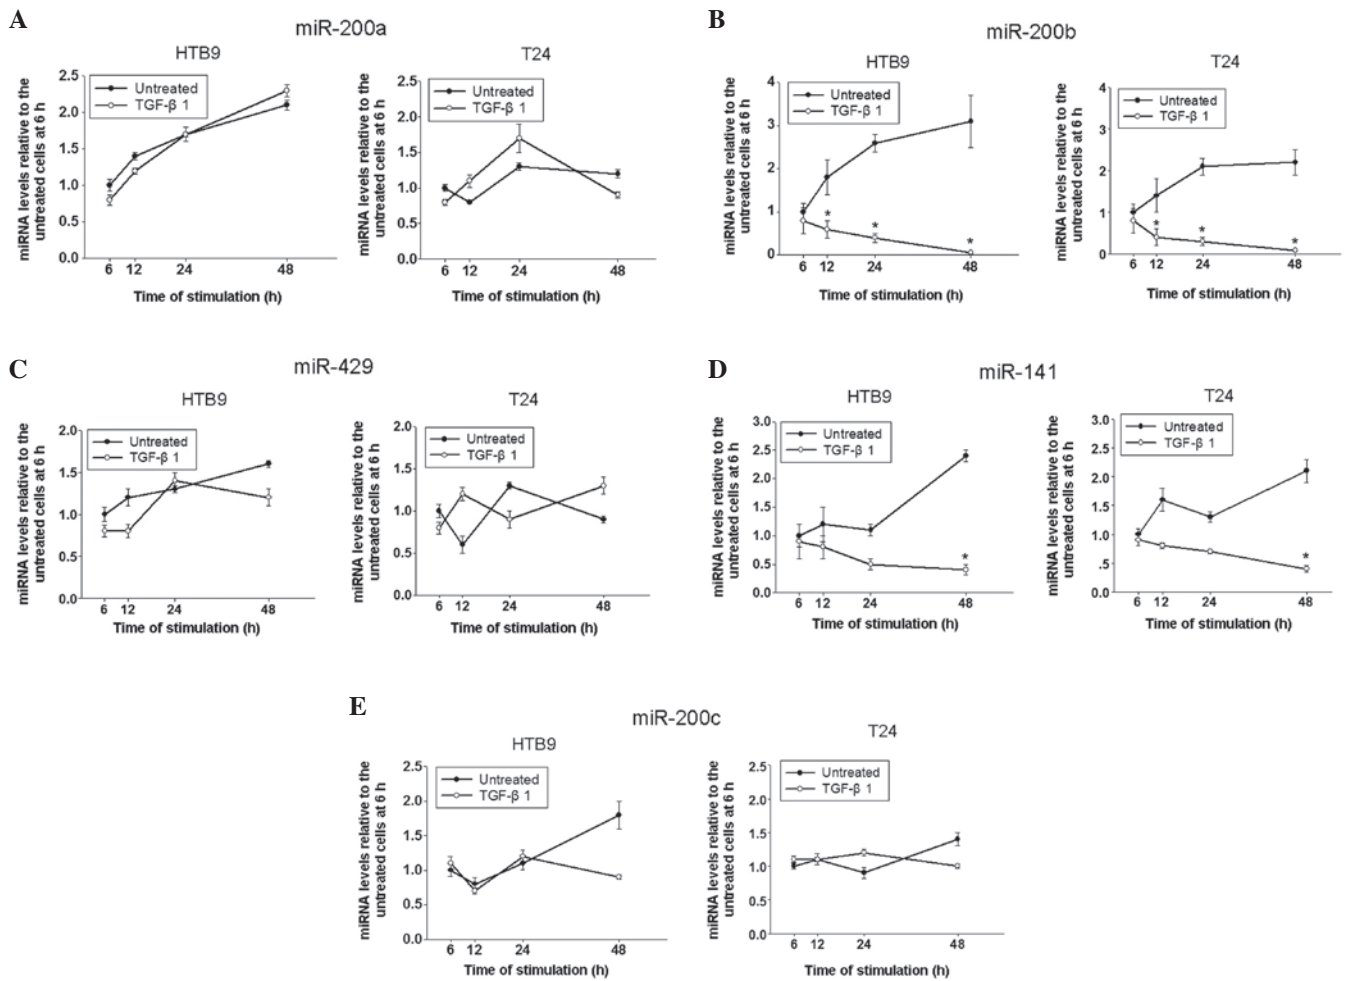 A
miR-200a
HTB9
miRNA levels relative to the
untreated cells at 6 h
2.5
2.0
1.5
1.0
0.5
0.0
Untreated
TGF-β 1
6 12 24 48
Time of stimulation (h)
T24
miRNA levels relative to the
untreated cells at 6 h
2.5
2.0
1.5
1.0
0.5
0.0
Untreated
TGF-β 1
6 12 24 48
Time of stimulation (h)
B
miR-200b
HTB9
miRNA levels relative to the
untreated cells at 6 h
4
3
2
1
0
Untreated
TGF-β 1
* * *
6 12 24 48
Time of stimulation (h)
T24
miRNA levels relative to the
untreated cells at 6 h
4
3
2
1
0
Untreated
TGF-β 1
* * *
6 12 24 48
Time of stimulation (h)
C
miR-429
HTB9
miRNA levels relative to the
untreated cells at 6 h
2.0
1.5
1.0
0.5
0.0
Untreated
TGF-β 1
6 12 24 48
Time of stimulation (h)
T24
miRNA levels relative to the
untreated cells at 6 h
2.0
1.5
1.0
0.5
0.0
Untreated
TGF-β 1
6 12 24 48
Time of stimulation (h)
D
miR-141
HTB9
miRNA levels relative to the
untreated cells at 6 h
3.0
2.5
2.0
1.5
1.0
0.5
0.0
Untreated
TGF-β 1
*
6 12 24 48
Time of stimulation (h)
T24
miRNA levels relative to the
untreated cells at 6 h
3.0
2.5
2.0
1.5
1.0
.5
0.0
Untreated
TGF-β 1
*
6 12 24 48
Time of stimulation (h)
E
miR-200c
HTB9
miRNA levels relative to the
untreated cells at 6 h
2.5
2.0
1.5
1.0
0.5
0.0
Untreated
TGF-β 1
6 12 24 48
Time of stimulation (h)
T24
miRNA levels relative to the
untreated cells at 6 h
2.5
2.0
1.5
1.0
0.5
0.0
Untreated
TGF-β 1
6 12 24 48
Time of stimulation (h)